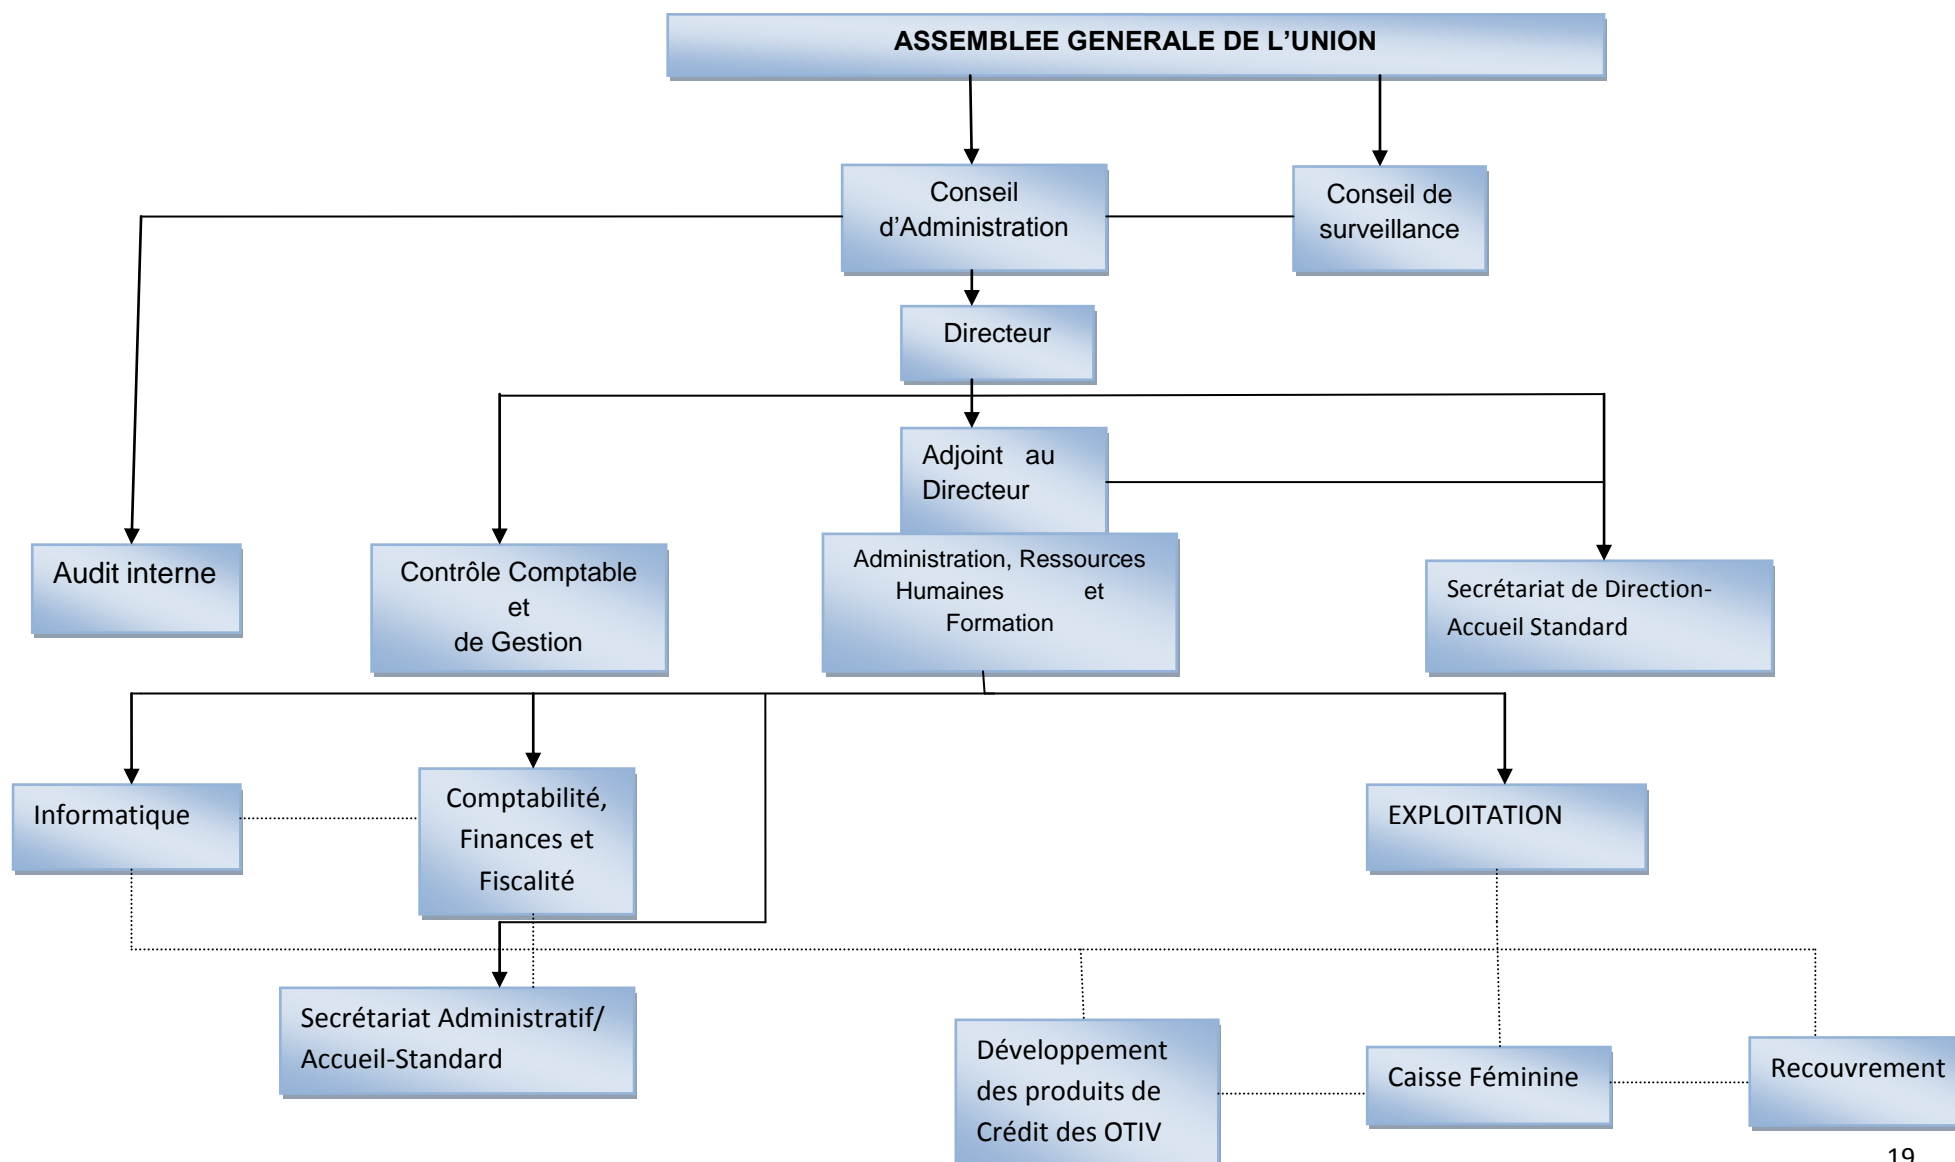 ASSEMBLEE GENERALE DE L’UNION
Conseil
d’Administration
Conseil de
surveillance
Directeur
Adjoint au
Directeur
Audit interne
Contrôle Comptable
et
de Gestion
Administration, Ressources
Humaines et
Formation
Secrétariat de Direction-
Accueil Standard
Informatique
Comptabilité,
Finances et
Fiscalité
EXPLOITATION
Secrétariat Administratif/
Accueil-Standard
Développement
des produits de
Crédit des OTIV
Caisse Féminine
Recouvrement
19